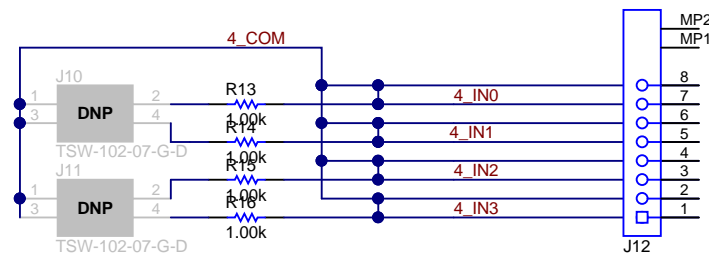 4_COM
MP2
MP1
J10
1 2
3 4
DNP
TSW-102-07-G-D
R13
1.00k
R14
1.00k
R15
1.00k
R16
1.00k
J11
1 2
3 4
DNP
TSW-102-07-G-D
4_IN0
4_IN1
4_IN2
4_IN3
8
7
6
5
4
3
2
1
J12